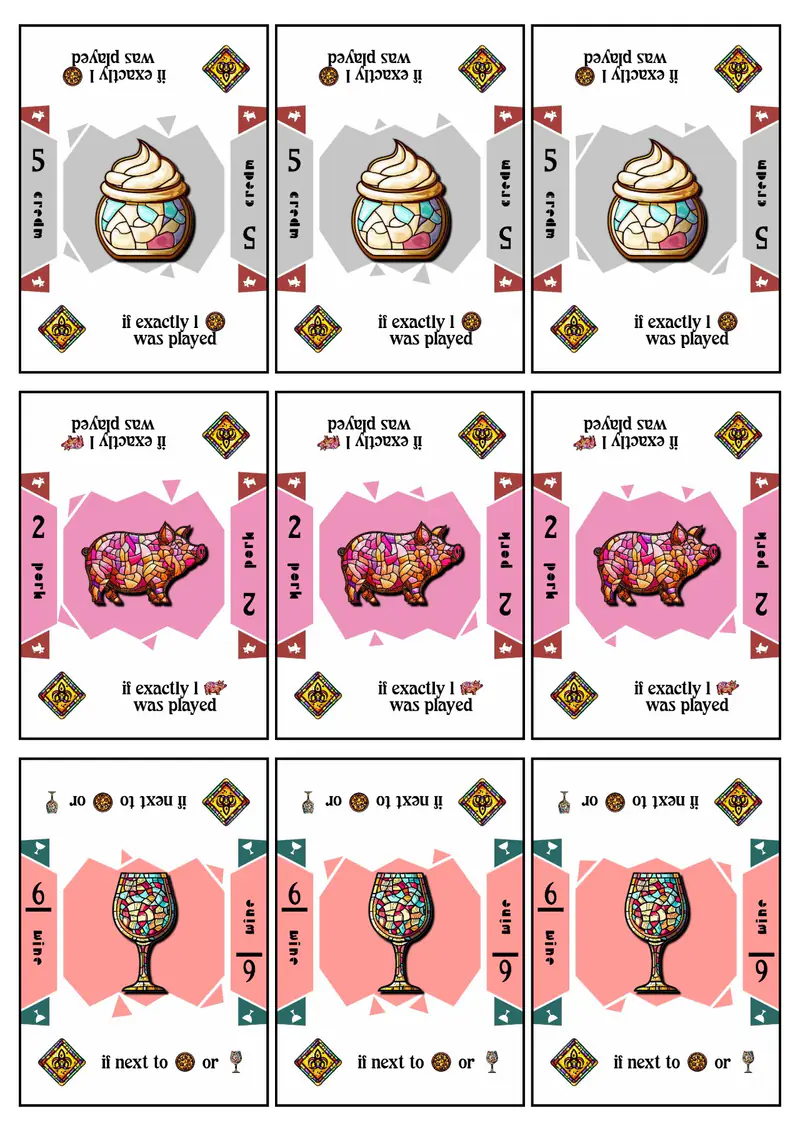 if exactly 1
was played
5
cream
cream
5
if exactly 1
was played
if exactly 1
was played
5
cream
cream
5
if exactly 1
was played
if exactly 1
was played
5
cream
cream
5
if exactly 1
was played
if exactly 1
was played
2
pork
pork
2
if exactly 1
was played
if exactly 1
was played
2
pork
pork
2
if exactly 1
was played
if exactly 1
was played
2
pork
pork
2
if exactly 1
was played
if next to or
6
wine
wine
6
if next to or
if next to or
6
wine
wine
6
if next to or
if next to or
6
wine
wine
6
if next to or